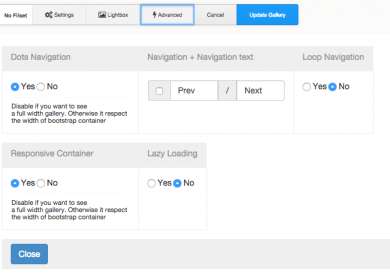 No Filset
Settings
Lightbox
Advanced
Cancel
Update Gallery
Dots Navigation
Navigation + Navigation text
Loop Navigation
Yes No
Prev / Next
Yes No
Disable if you want to see
a full width gallery. Otherwise it respect
the width of bootstrap container
Responsive Container
Lazy Loading
Yes No
Yes No
Disable if you want to see
a full width gallery. Otherwise it respect
the width of bootstrap container
Close